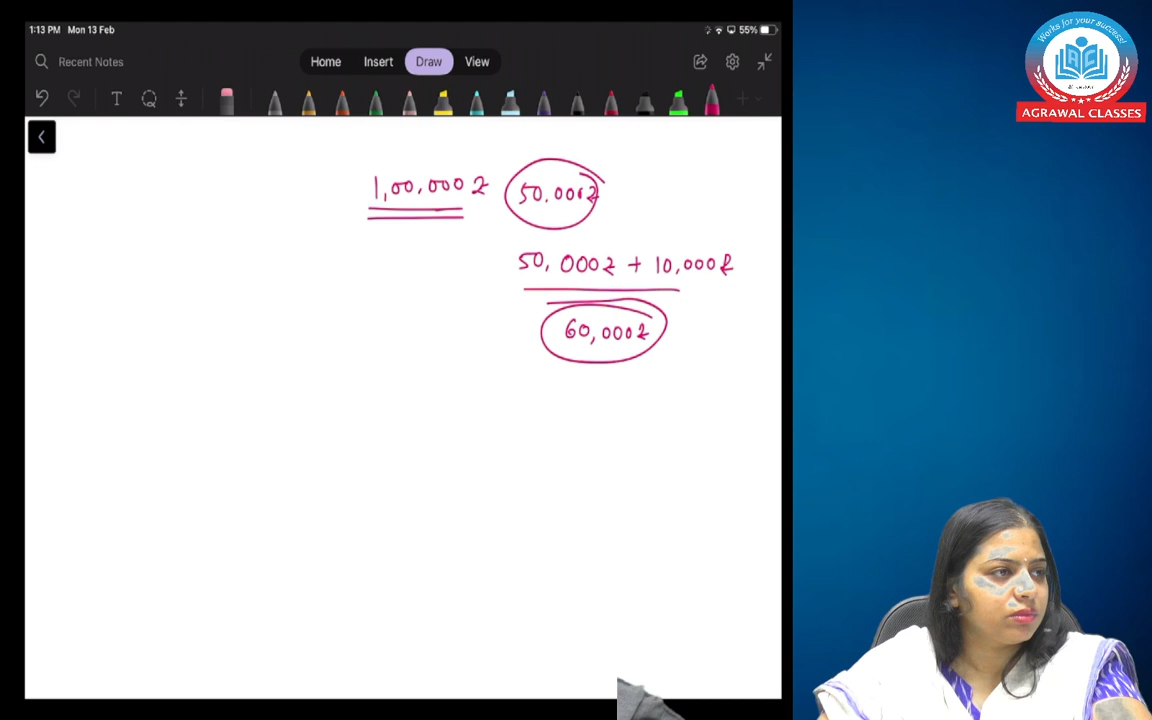 1:13 PM Mon 13 Feb 55%
Works for your success!
AC
AGRAWAL CLASSES
Recent Notes Home Insert Draw View
T
1,00,000₹ 50,000₹
50,000₹ + 10,000₹
60,000₹